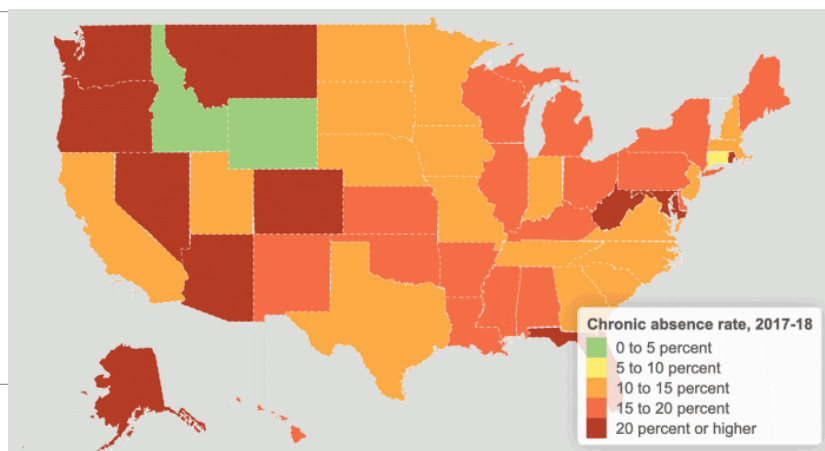 Chronic absence rate, 2017-18
0 to 5 percent
5 to 10 percent
10 to 15 percent
15 to 20 percent
20 percent or higher